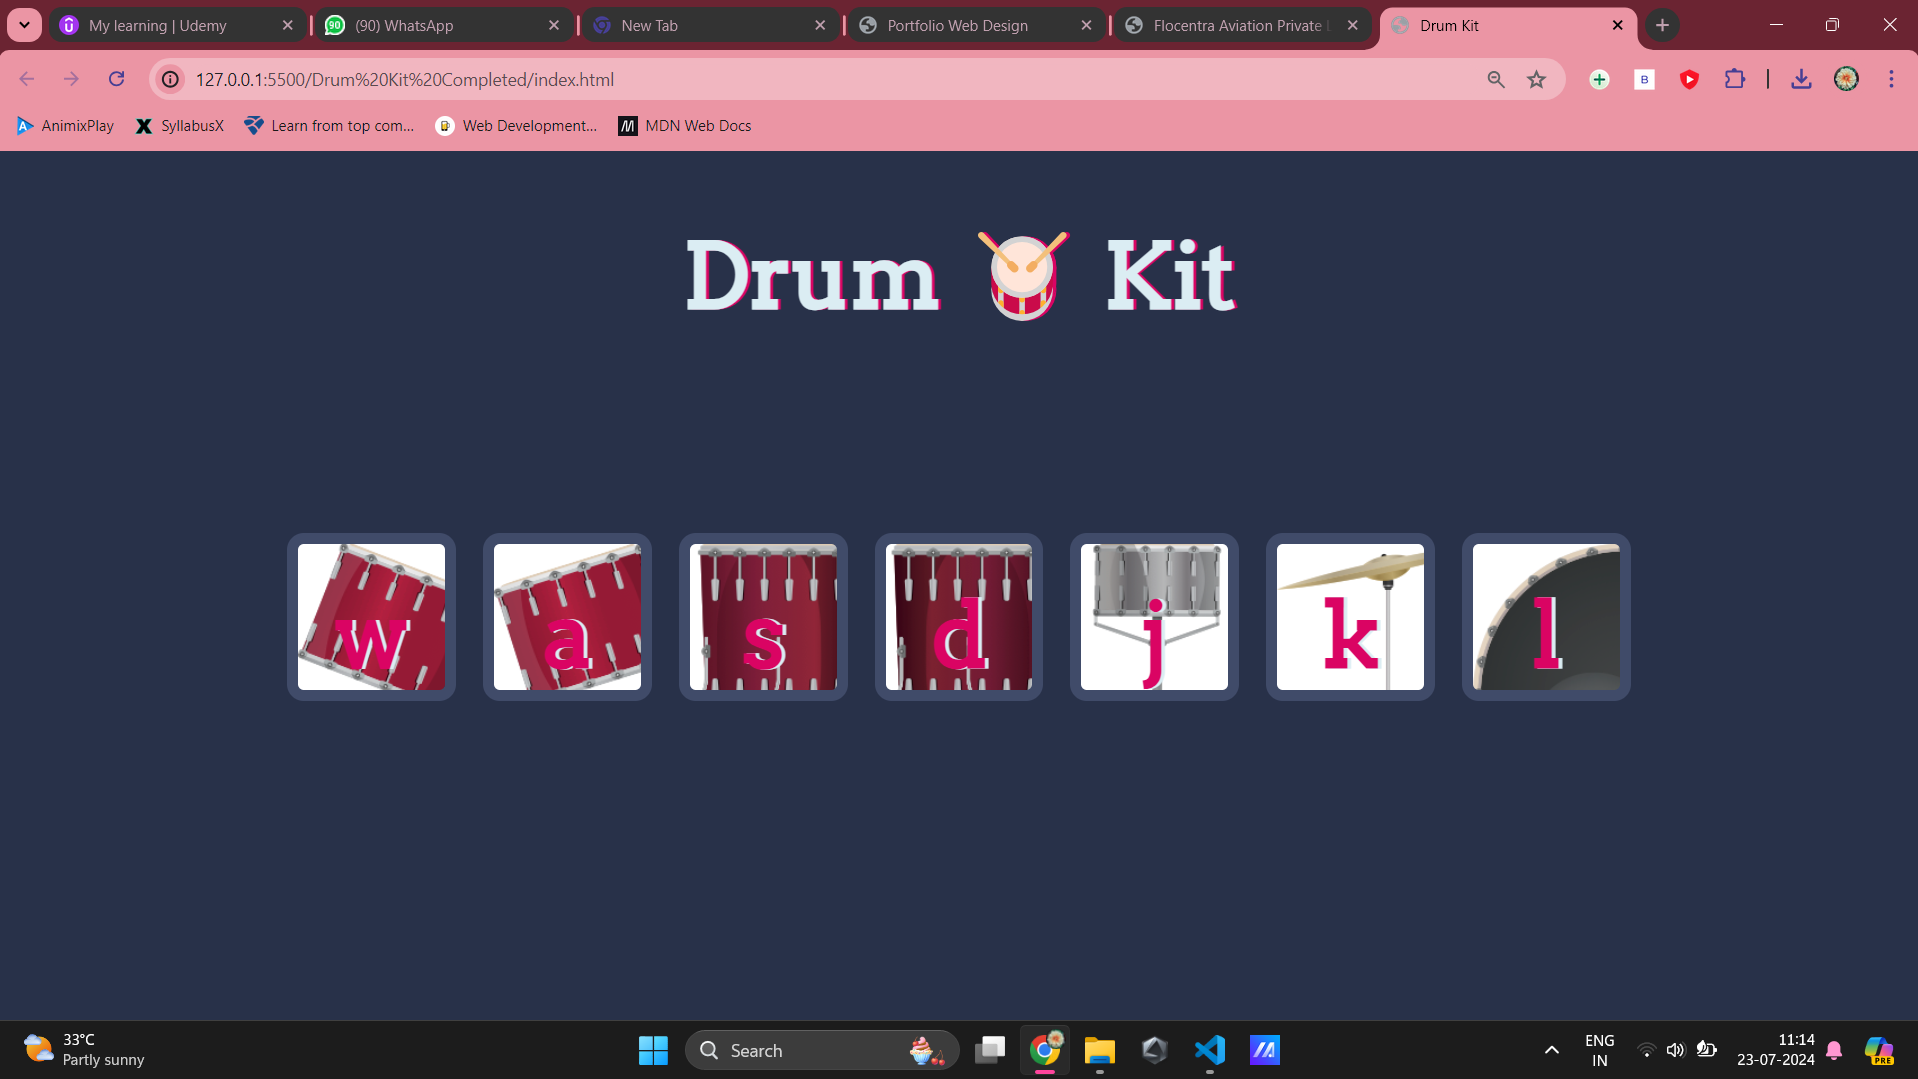 My learning | Udemy
(90) WhatsApp
New Tab
Portfolio Web Design
Flocentra Aviation Private
Drum Kit
127.0.0.1:5500/Drum%20Kit%20Completed/index.html
B
AnimixPlay
SyllabusX
Learn from top com...
Web Development...
MDN Web Docs
Drum Kit
w
a
s
d
j
k
l
33°C
Partly sunny
Search
ENG
IN
11:14
23-07-2024
PRE